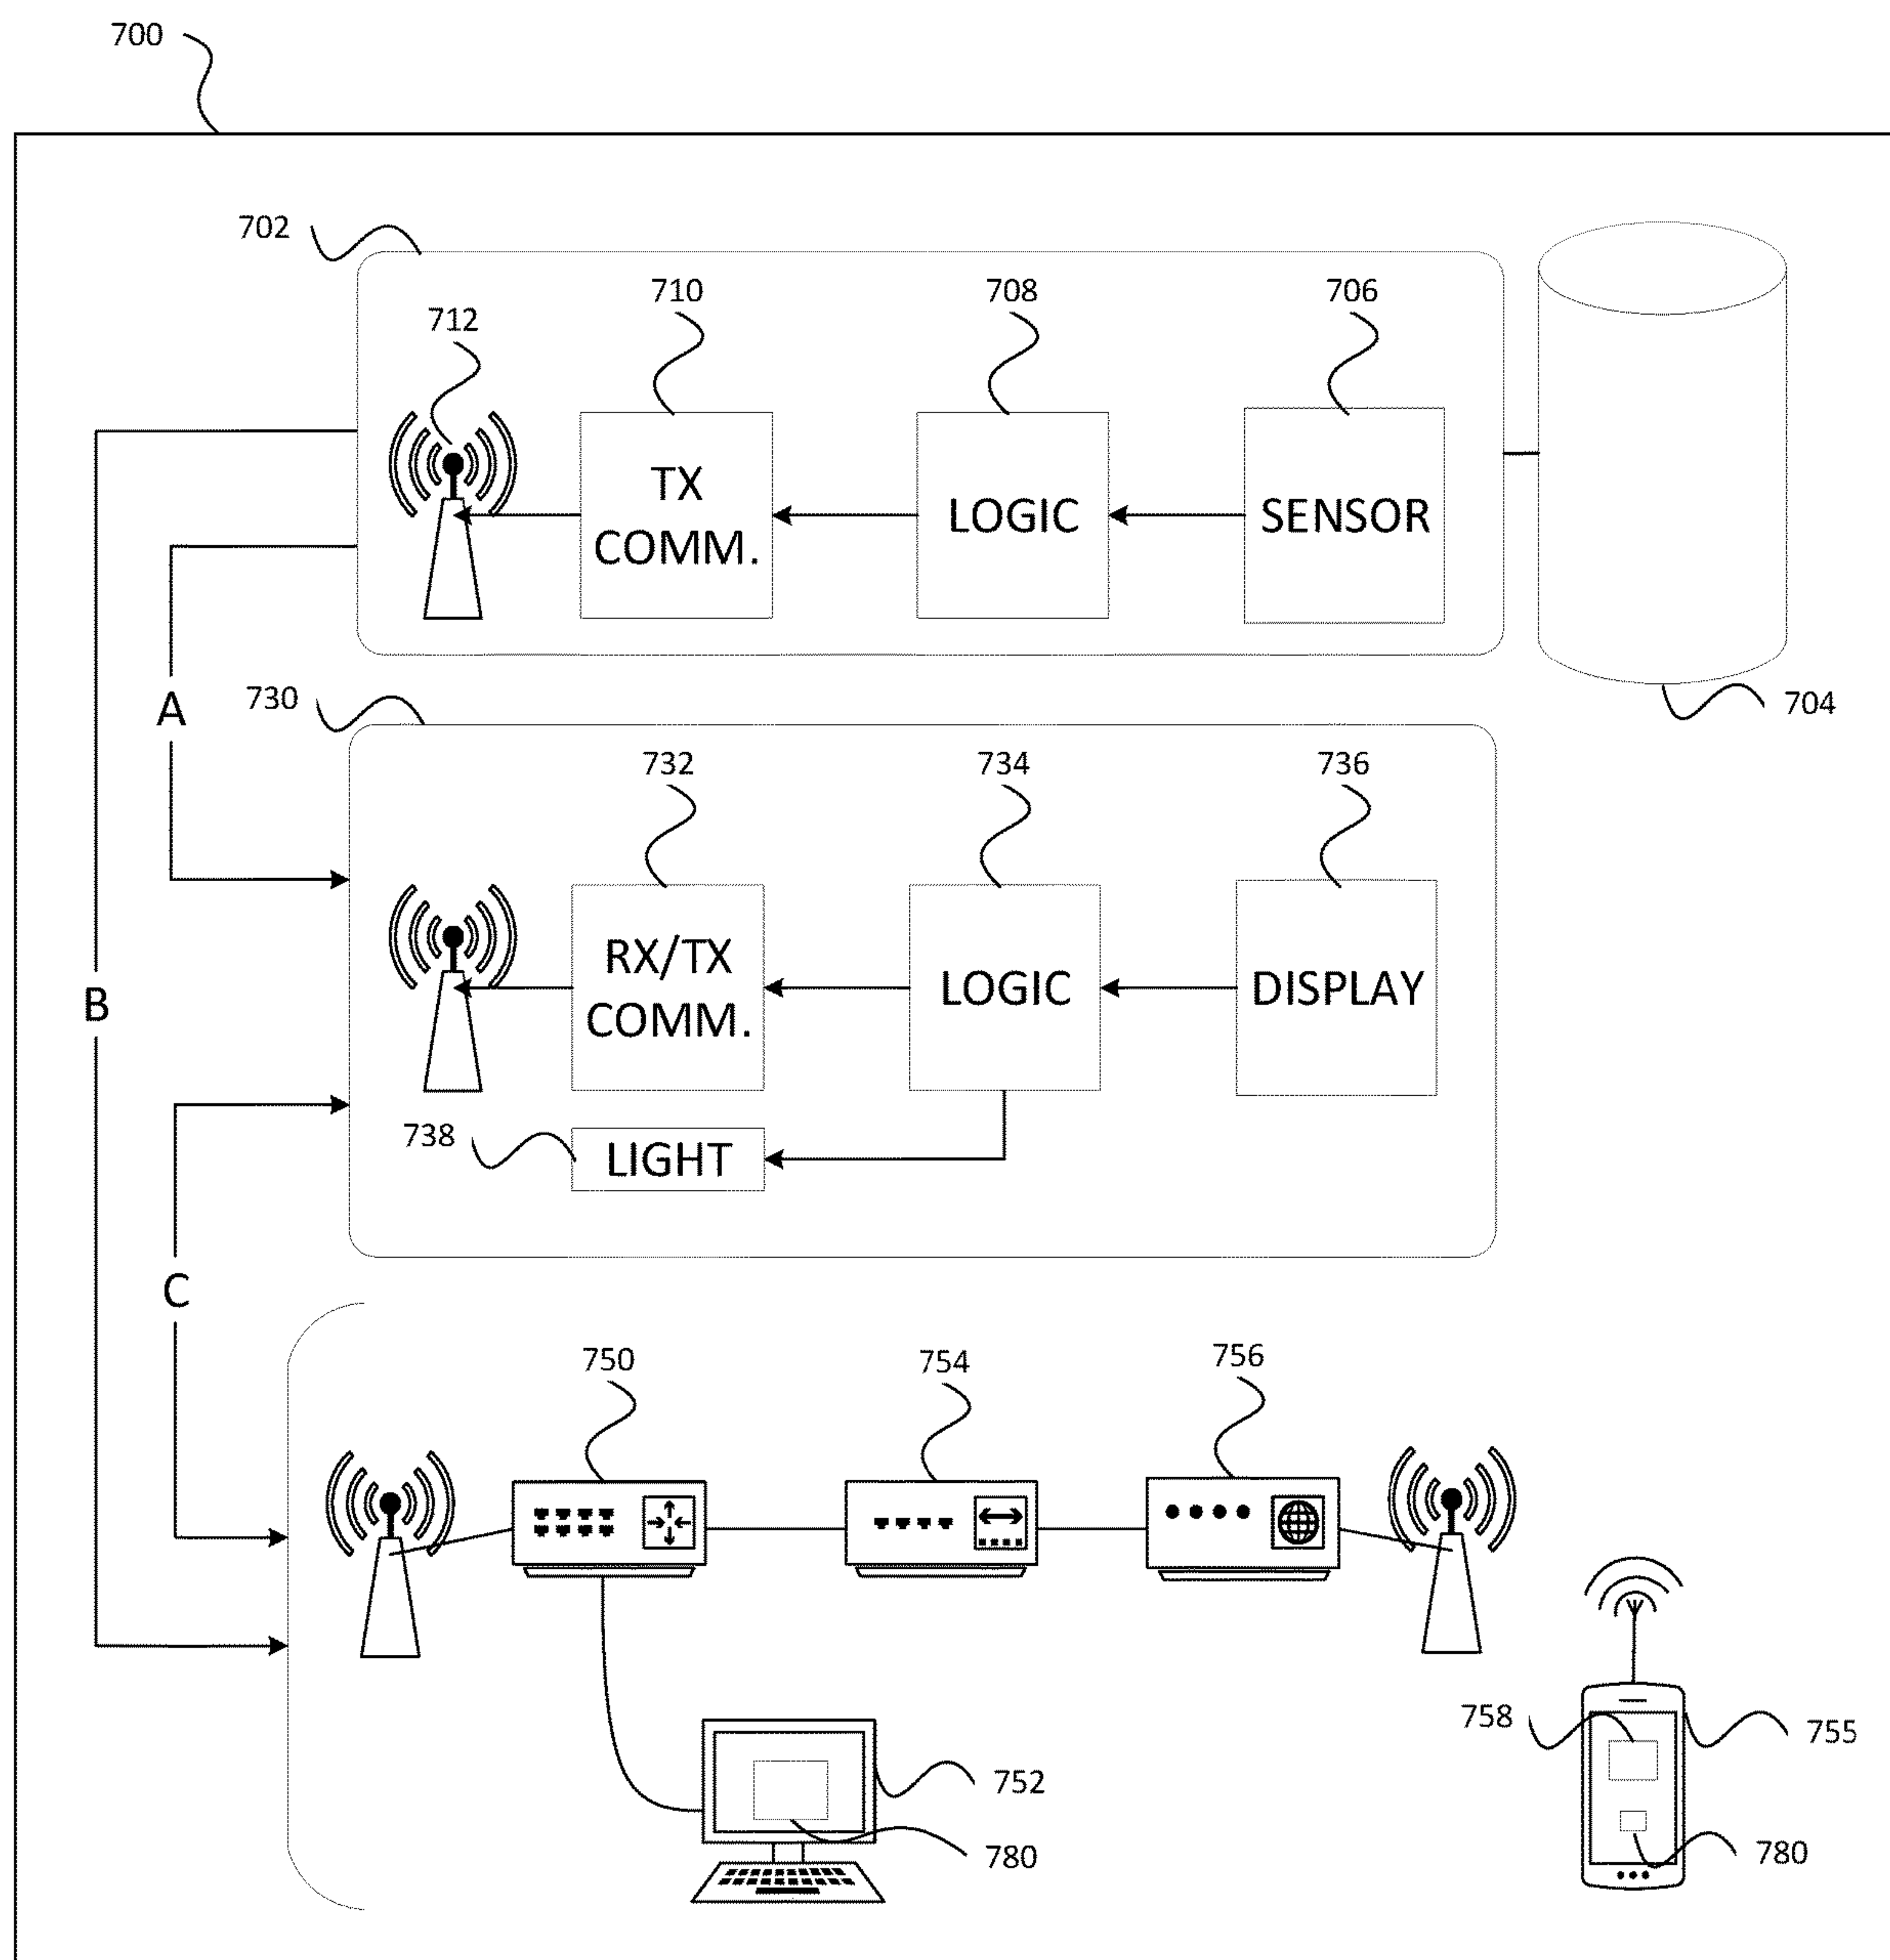 700
702
710
708
706
712
TX
COMM.
LOGIC
SENSOR
A
730
704
732
734
736
RX/TX
COMM.
LOGIC
DISPLAY
B
738
LIGHT
C
750
754
756
758
755
752
780
780